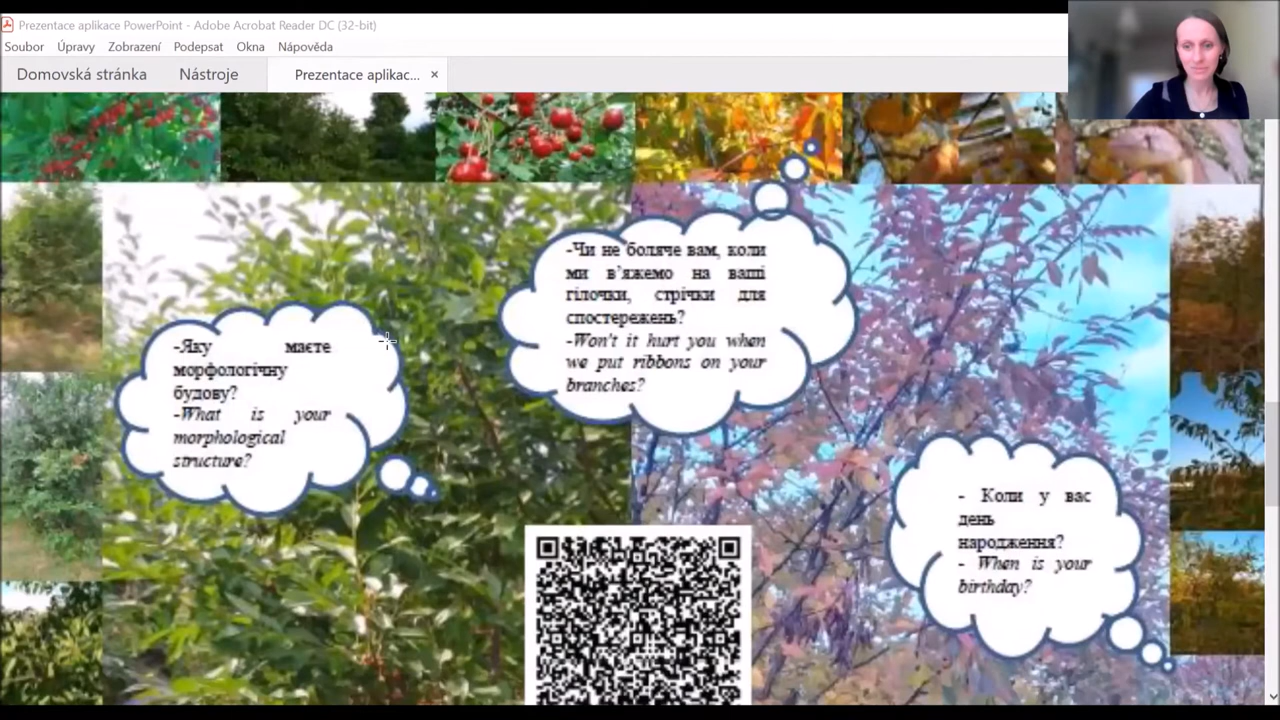 Prezentace aplikace PowerPoint - Adobe Acrobat Reader DC (32-bit)
Soubor Úpravy Zobrazení Podepsat Okna Nápověda
Domovská stránka Nástroje Prezentace aplikac... ×
-Чи не боляче вам, коли
ми в’яжемо на ваші
гілочки, стрічки для
спостережень?
-Won't it hurt you when
we put ribbons on your
branches?
-Яку маєте
морфологічну
будову?
-What is your
morphological
structure?
- Коли у вас
день
народження?
- When is your
birthday?